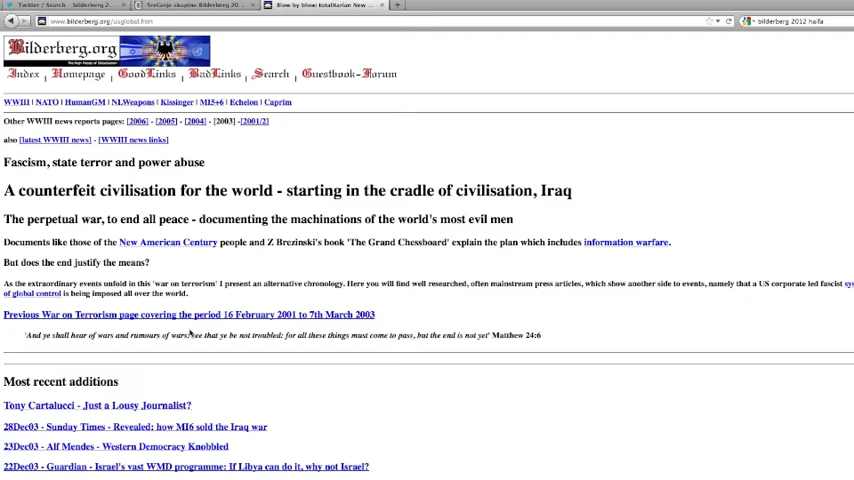 Twitter / Search - bilderberg 2... Srečanje skupine: Bilderberg 20... Blow by blow: totalitarian New ...
www.bilderberg.org/usglobal.htm bilderberg 2012 haifa
Bilderberg.org
The High Priests of Globalisation
Index | Homepage | GoodLinks | BadLinks | Search | Guestbook-Forum
WWIII | NATO | HumanGM | NLWeapons | Kissinger | MI5+6 | Echelon | Caprim
Other WWIII news reports pages: [2006] - [2005] - [2004] - [2003] -[2001/2]
also [latest WWIII news] - [WWIII news links]
Fascism, state terror and power abuse
A counterfeit civilisation for the world - starting in the cradle of civilisation, Iraq
The perpetual war, to end all peace - documenting the machinations of the world's most evil men
Documents like those of the New American Century people and Z Brezinski's book 'The Grand Chessboard' explain the plan which includes information warfare.
But does the end justify the means?
As the extraordinary events unfold in this 'war on terrorism' I present an alternative chronology. Here you will find well researched, often mainstream press articles, which show another side to events, namely that a US corporate led fascist sys
of global control is being imposed all over the world.
Previous War on Terrorism page covering the period 16 February 2001 to 7th March 2003
'And ye shall hear of wars and rumours of wars: see that ye be not troubled: for all these things must come to pass, but the end is not yet' Matthew 24:6
Most recent additions
Tony Cartalucci - Just a Lousy Journalist?
28Dec03 - Sunday Times - Revealed: how MI6 sold the Iraq war
23Dec03 - Alf Mendes - Western Democracy Knobbled
22Dec03 - Guardian - Israel's vast WMD programme: If Libya can do it, why not Israel?